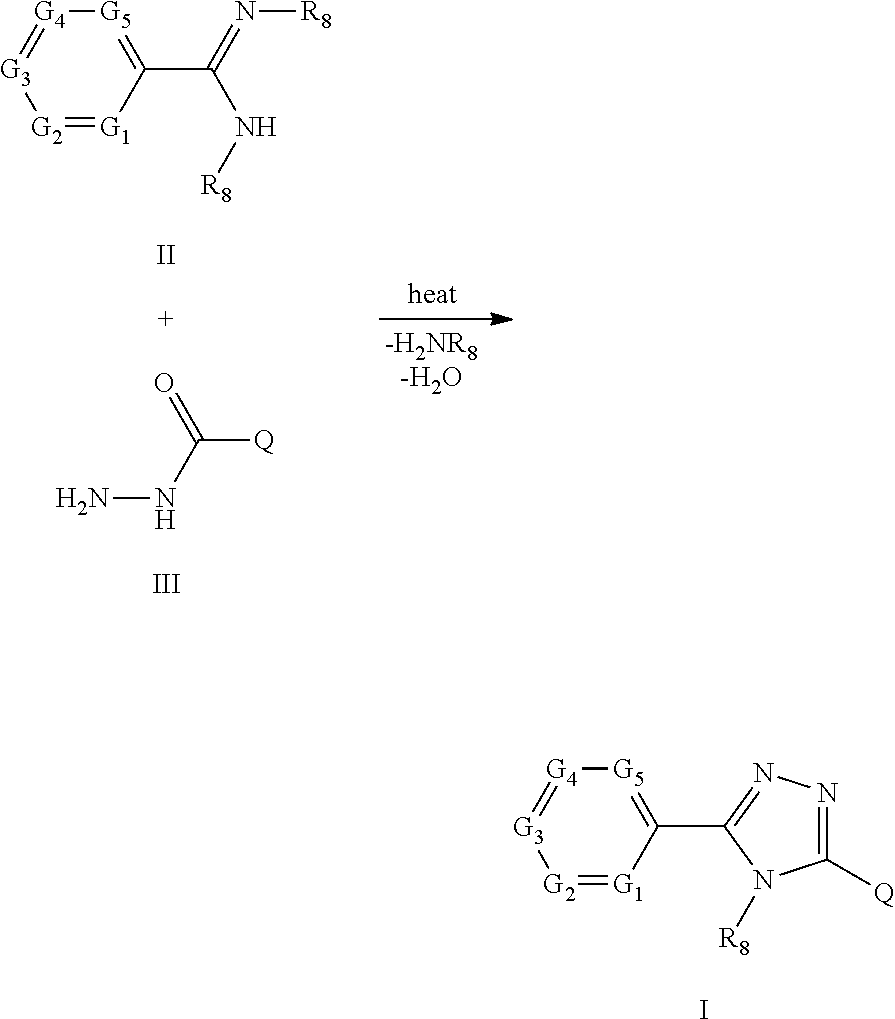 G4 G5 N R8
G3
G2 G1 NH
R8
II
+
heat
-H2NR8
-H2O
O
Q
H2N N
H
III
G4 G5 N N
G3
G2 G1 N Q
R8
I